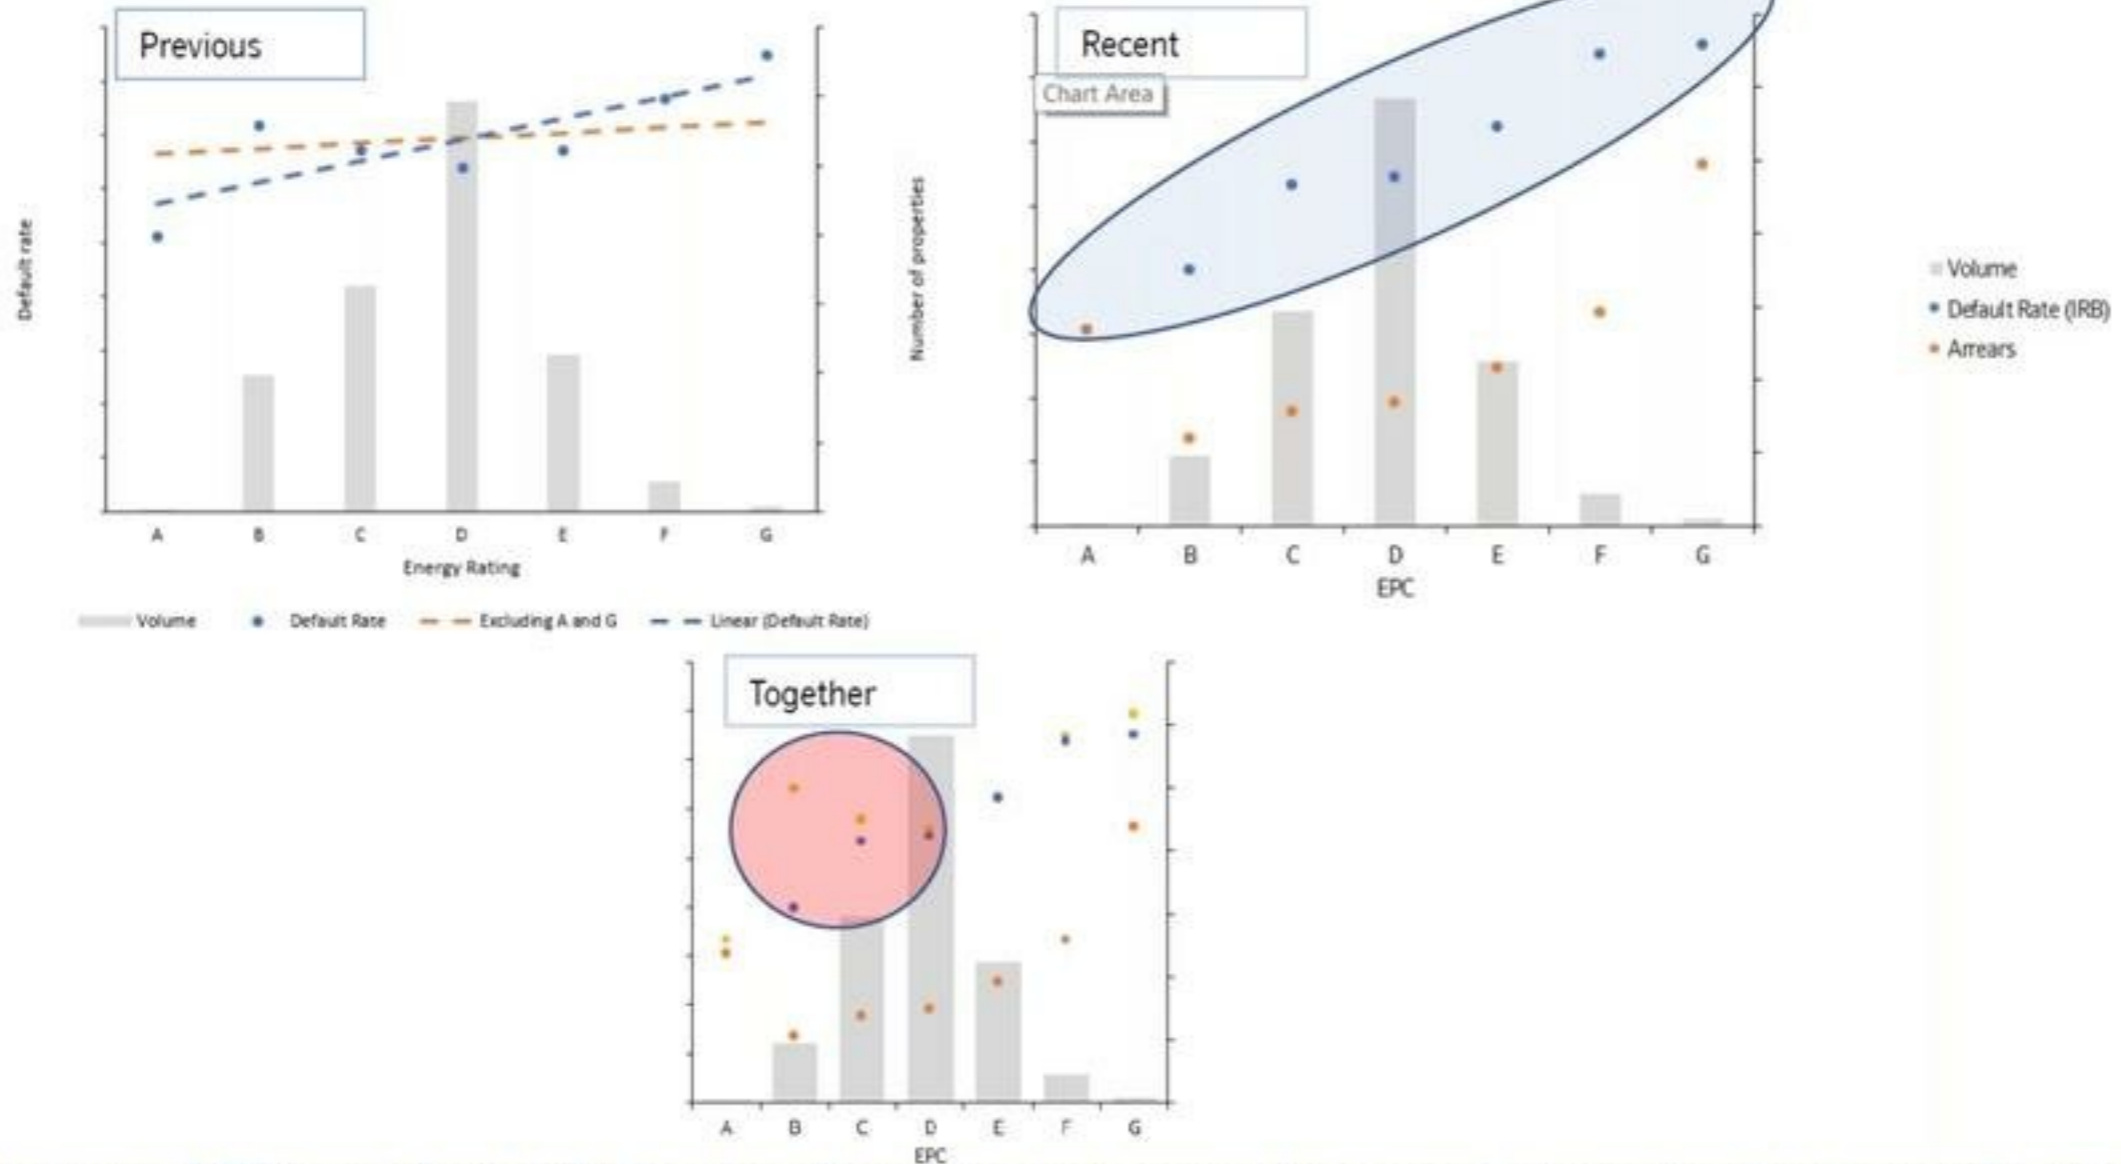 Previous
Default rate
Number of properties
A B C D E F G
Energy Rating
Volume Default Rate Excluding A and G Linear (Default Rate)
Recent
Chart Area
A B C D E F G
EPC
Volume
Default Rate (IRB)
Arrears
Together
A B C D E F G
EPC